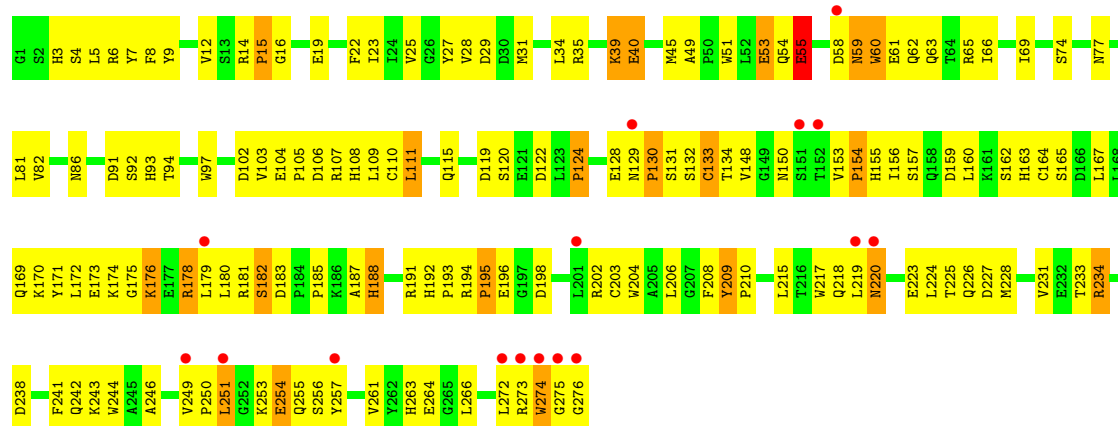 G1 S2 H3 S4 L5 R6 Y7 F8 Y9 V12 S13 R14 P15 G16 E19 F22 I23 I24 V25 G26 Y27 V28 D29 D30 M31 L34 R35 K39 E40 M45 A49 P50 W51 L52 E53 Q54 E55 D58 N59 W60 E61 Q62 Q63 T64 R65 I66 I69 S74 N77
L81 V82 N86 D91 S92 H93 T94 W97 D102 V103 E104 P105 D106 R107 H108 L109 C110 L111 Q115 D119 S120 E121 D122 L123 P124 E128 N129 P130 S131 S132 C133 T134 V148 G149 N150 S151 T152 V153 P154 H155 I156 S157 Q158 D159 L160 K161 S162 H163 C164 S165 D166 L167 L168
Q169 K170 Y171 L172 E173 K174 G175 K176 E177 R178 L179 L180 R181 S182 D183 P184 P185 K186 A187 H188 R191 H192 P193 R194 P195 E196 G197 D198 L201 R202 C203 W204 A205 L206 G207 F208 Y209 P210 L215 T216 W217 Q218 L219 N220 E223 L224 T225 Q226 D227 M228 V231 E232 T233 R234
D238 F241 Q242 K243 W244 A245 A246 V249 P250 L251 G252 K253 E254 Q255 S256 Y257 V261 Y262 H263 E264 G265 L266 L272 R273 W274 G275 G276